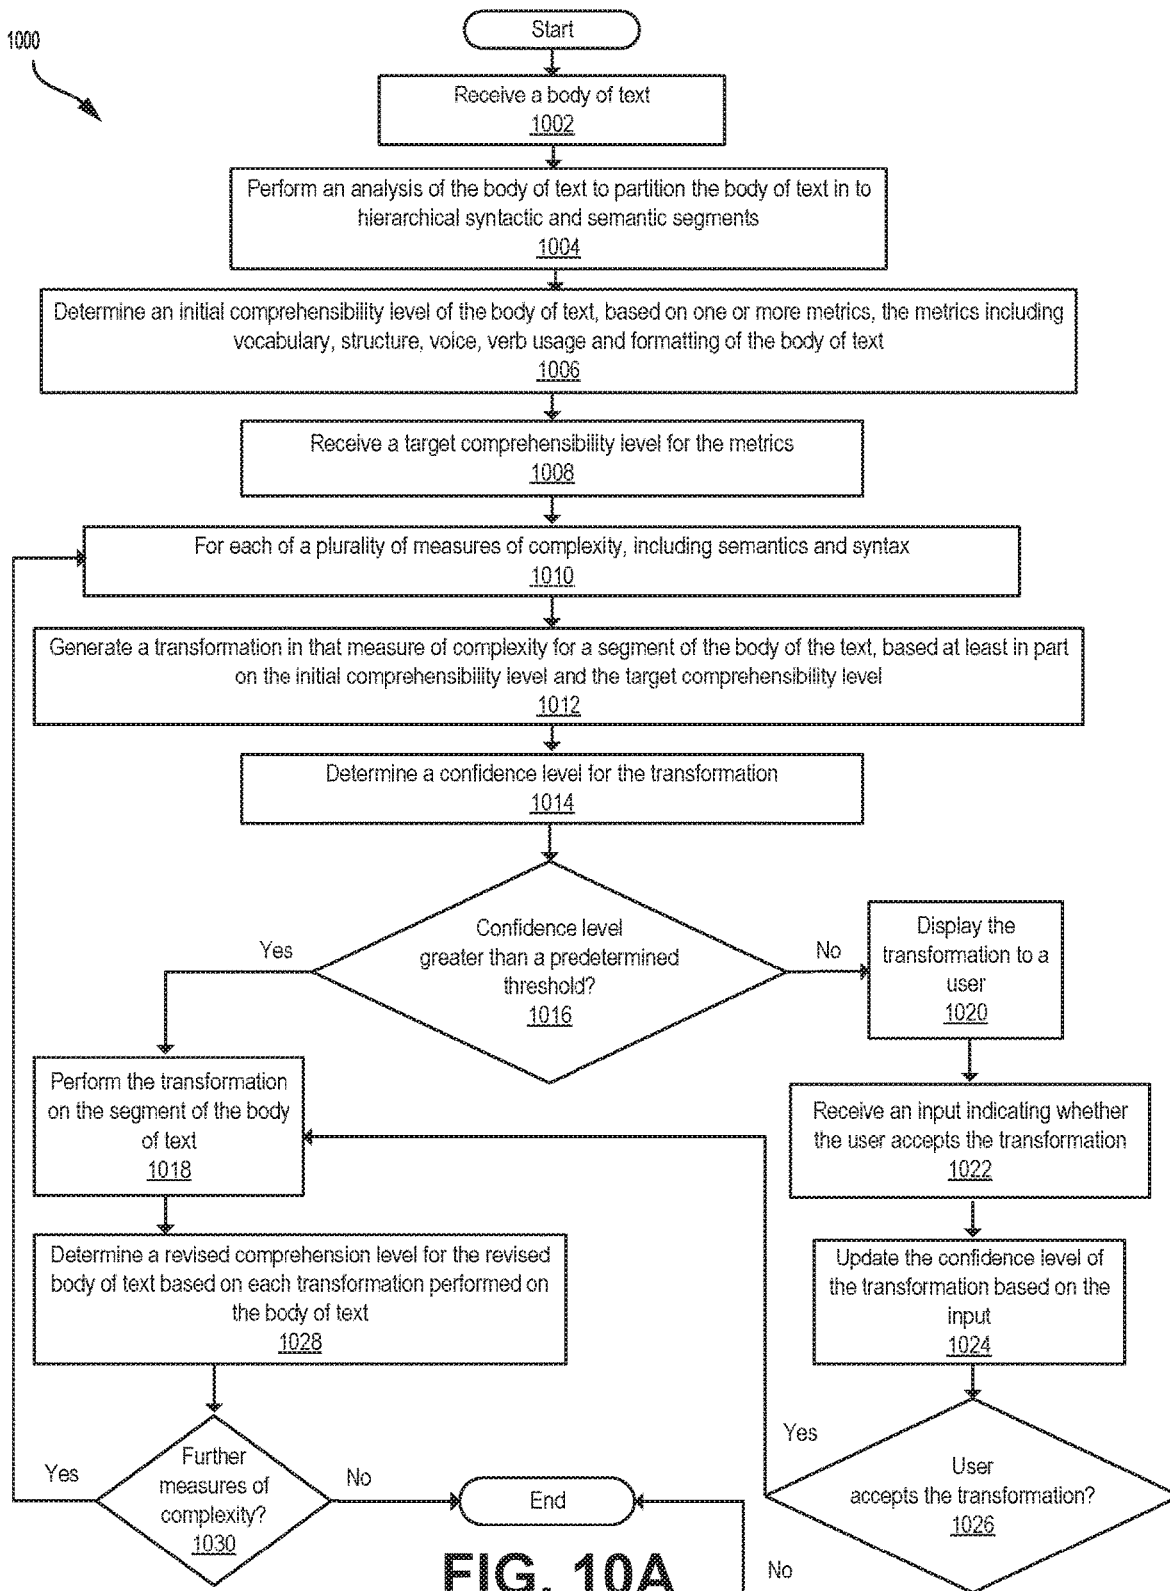 1000
Start
Receive a body of text
1002
Perform an analysis of the body of text to partition the body of text in to
hierarchical syntactic and semantic segments
1004
Determine an initial comprehensibility level of the body of text, based on one or more metrics, the metrics including
vocabulary, structure, voice, verb usage and formatting of the body of text
1006
Receive a target comprehensibility level for the metrics
1008
For each of a plurality of measures of complexity, including semantics and syntax
1010
Generate a transformation in that measure of complexity for a segment of the body of the text, based at least in part
on the initial comprehensibility level and the target comprehensibility level
1012
Determine a confidence level for the transformation
1014
Confidence level
greater than a predetermined
threshold?
1016
Yes
No
Display the
transformation to a
user
1020
Perform the transformation
on the segment of the body
of text
1018
Receive an input indicating whether
the user accepts the transformation
1022
Determine a revised comprehension level for the revised
body of text based on each transformation performed on
the body of text
1028
Update the confidence level of
the transformation based on the
input
1024
Further
measures of
complexity?
1030
Yes
No
End
Yes
User
accepts the transformation?
1026
No
FIG. 10A